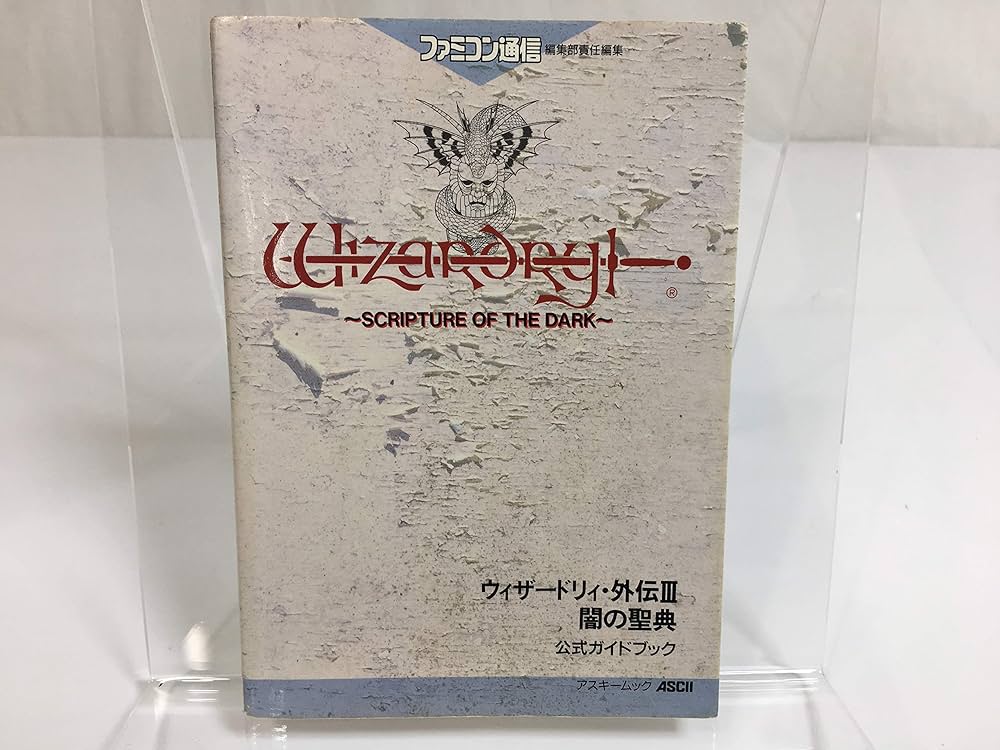 ファミコン通信 編集部責任編集
Wizardry
®
~SCRIPTURE OF THE DARK~
ウィザードリィ・外伝III
闇の聖典
公式ガイドブック
アスキームック ASCII